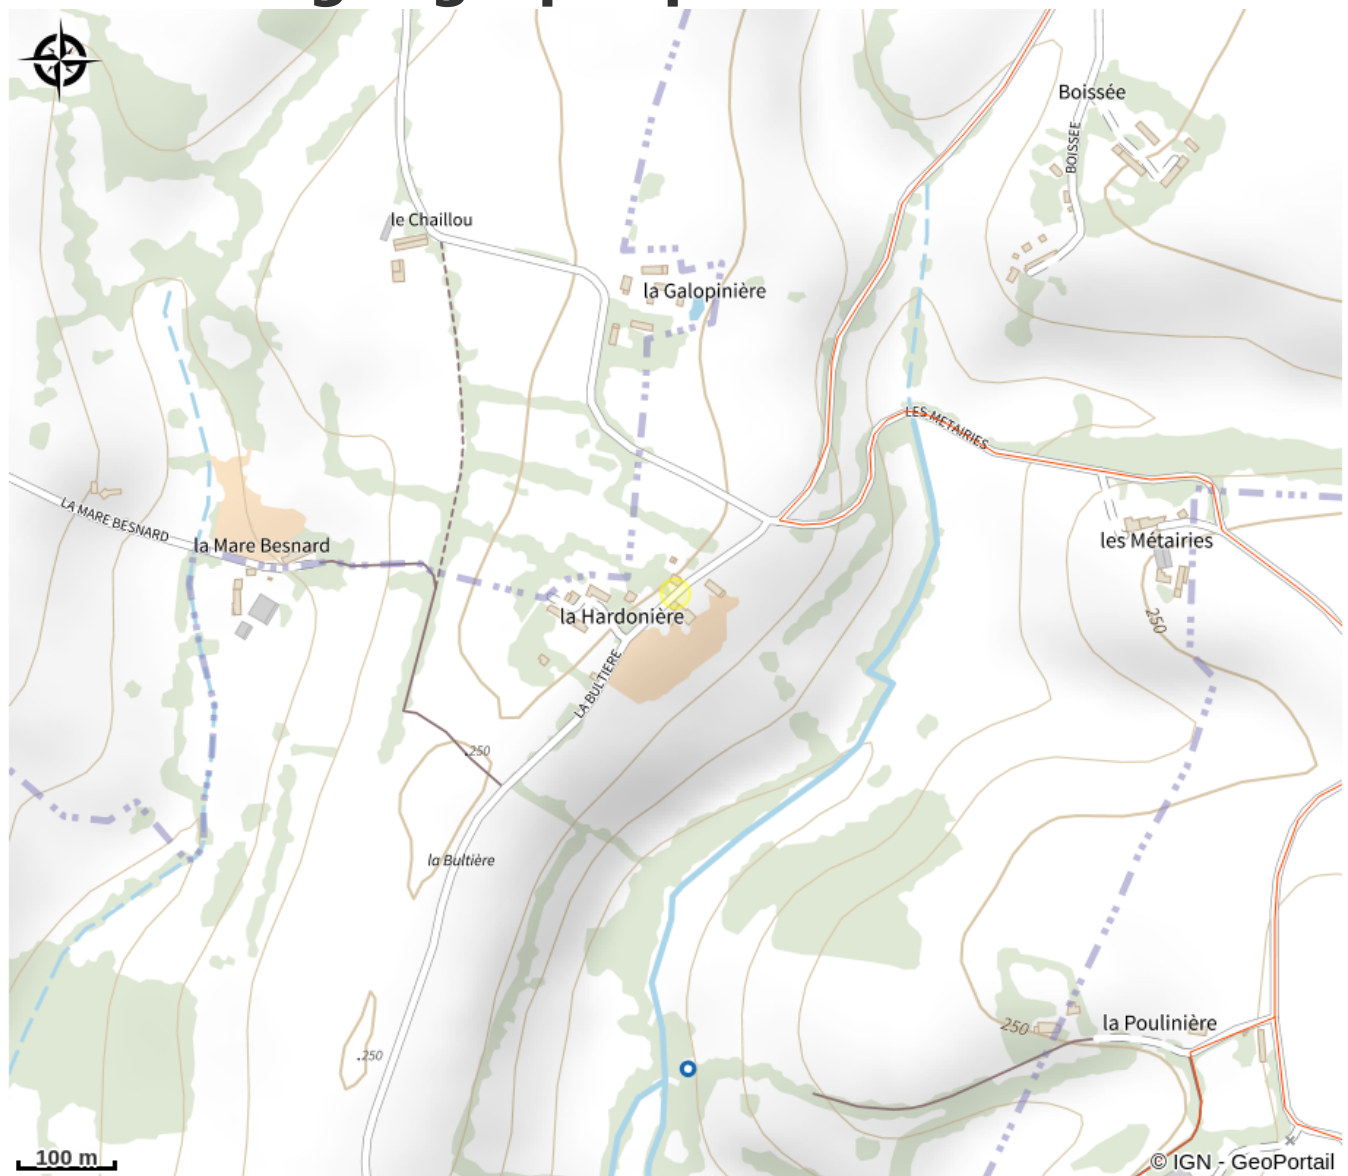 Boissée
BOISSEE
le Chaillou
la Galopinière
LES METAIRIES
LA MARE BESNARD
la Mare Besnard
les Métairies
la Hardonière
250
LA BULTIERE
.250
la Bultière
250
la Poulinière
.250
100 m
© IGN - GeoPortail